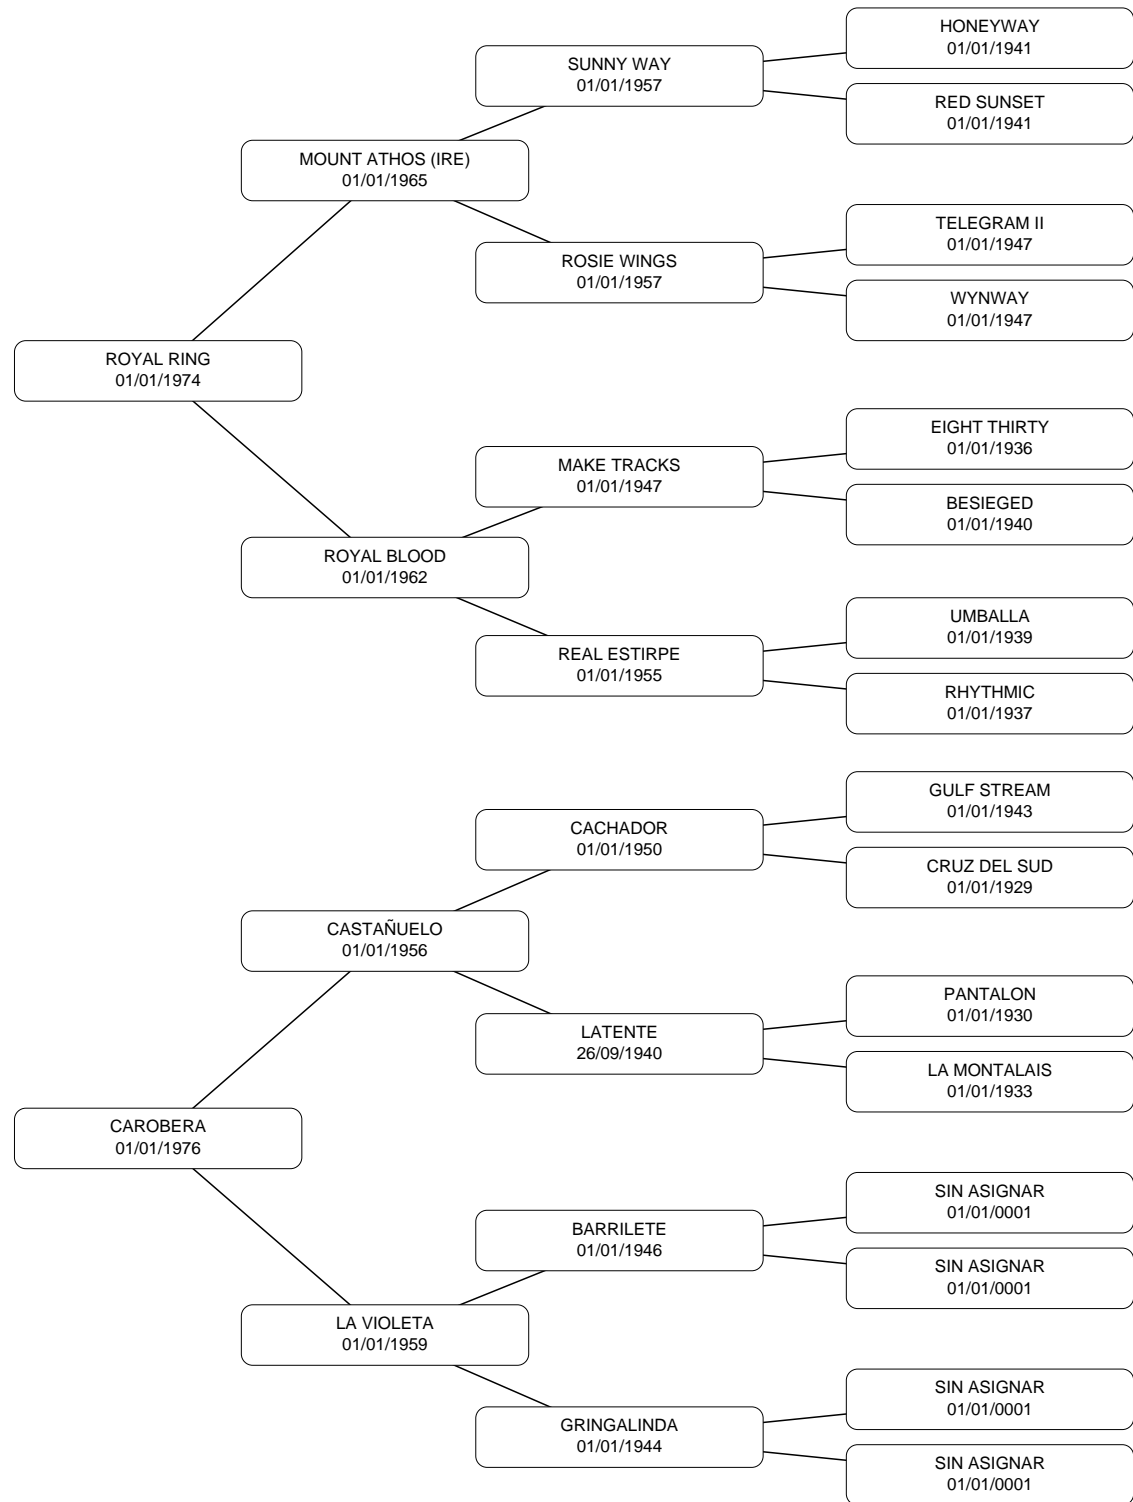 HONEYWAY
01/01/1941
SUNNY WAY
01/01/1957
RED SUNSET
01/01/1941
MOUNT ATHOS (IRE)
01/01/1965
TELEGRAM II
01/01/1947
ROSIE WINGS
01/01/1957
WYNWAY
01/01/1947
ROYAL RING
01/01/1974
EIGHT THIRTY
01/01/1936
MAKE TRACKS
01/01/1947
BESIEGED
01/01/1940
ROYAL BLOOD
01/01/1962
UMBALLA
01/01/1939
REAL ESTIRPE
01/01/1955
RHYTHMIC
01/01/1937
GULF STREAM
01/01/1943
CACHADOR
01/01/1950
CRUZ DEL SUD
01/01/1929
CASTAÑUELO
01/01/1956
PANTALON
01/01/1930
LATENTE
26/09/1940
LA MONTALAIS
01/01/1933
CAROBERA
01/01/1976
SIN ASIGNAR
01/01/0001
BARRILETE
01/01/1946
SIN ASIGNAR
01/01/0001
LA VIOLETA
01/01/1959
SIN ASIGNAR
01/01/0001
GRINGALINDA
01/01/1944
SIN ASIGNAR
01/01/0001